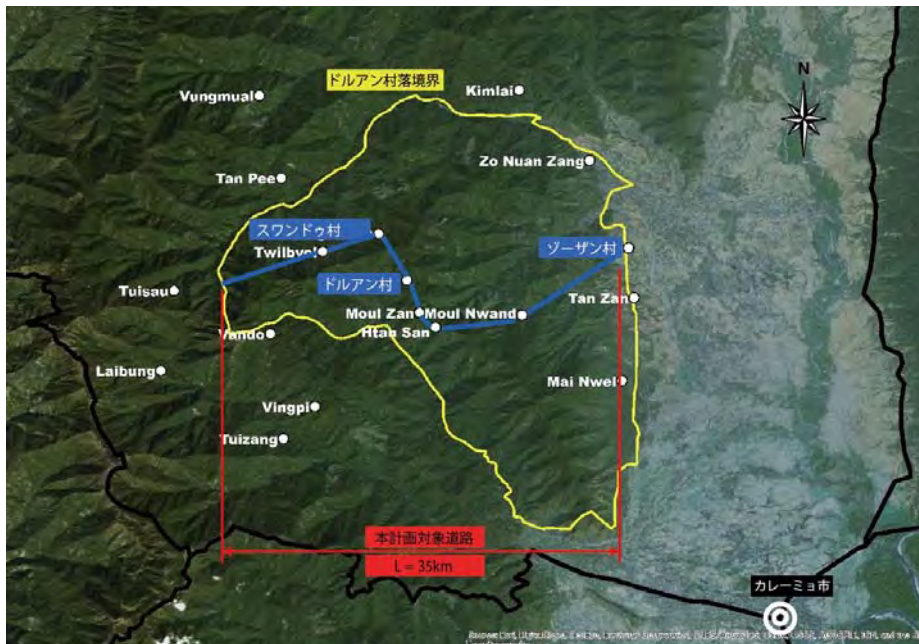 ドルアン村落境界
Vungmual
Kimlai
N
Zo Nuan Zang
Tan Pee
スワンドゥ村
Twilbyel
ゾーザン村
ドルアン村
Tuisau
Tan Zan
Moul Zan
Moul Nwand
Htan San
Vando
Laibung
Mai Nwel
Vingpi
Tuizang
本計画対象道路
L = 35km
カレーミョ市